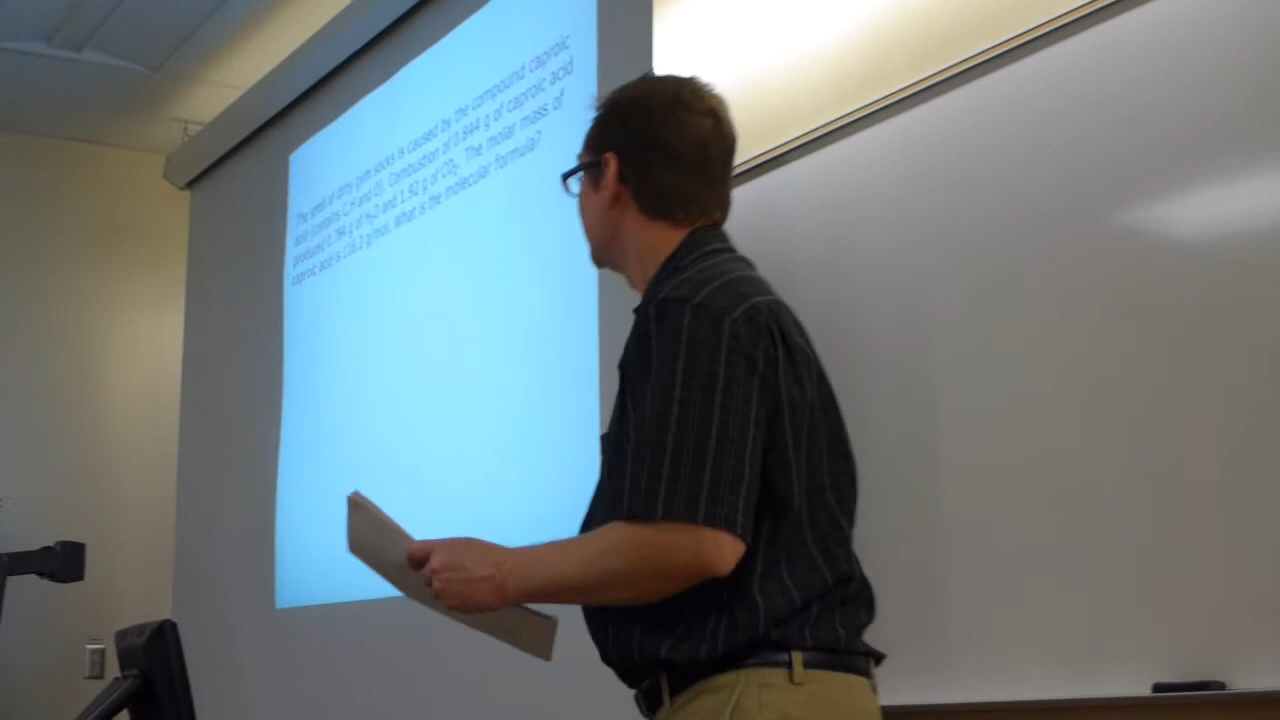 The smell of dirty gym socks is caused by the compound caproic
acid (contains C,H and O). Combustion of 0.844 g of caproic acid
produced 0.784 g of H₂O and 1.92 g of CO₂. The molar mass of
caproic acid is 116.2 g/mol. What is the molecular formula?